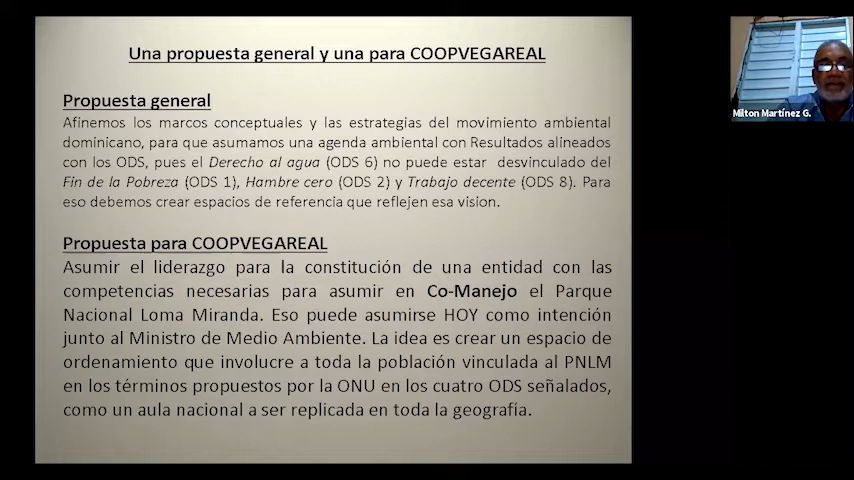 Una propuesta general y una para COOPVEGAREAL
Propuesta general
Afinemos los marcos conceptuales y las estrategias del movimiento ambiental
dominicano, para que asumamos una agenda ambiental con Resultados alineados
con los ODS, pues el Derecho al agua (ODS 6) no puede estar desvinculado del
Fin de la Pobreza (ODS 1), Hambre cero (ODS 2) y Trabajo decente (ODS 8). Para
eso debemos crear espacios de referencia que reflejen esa vision.
Propuesta para COOPVEGAREAL
Asumir el liderazgo para la constitución de una entidad con las
competencias necesarias para asumir en Co-Manejo el Parque
Nacional Loma Miranda. Eso puede asumirse HOY como intención
junto al Ministro de Medio Ambiente. La idea es crear un espacio de
ordenamiento que involucre a toda la población vinculada al PNLM
en los términos propuestos por la ONU en los cuatro ODS señalados,
como un aula nacional a ser replicada en toda la geografía.
Milton Martínez G.